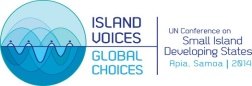 ISLAND
VOICES
GLOBAL
CHOICES
UN Conference on
Small Island
Developing States
Apia, Samoa | 2014